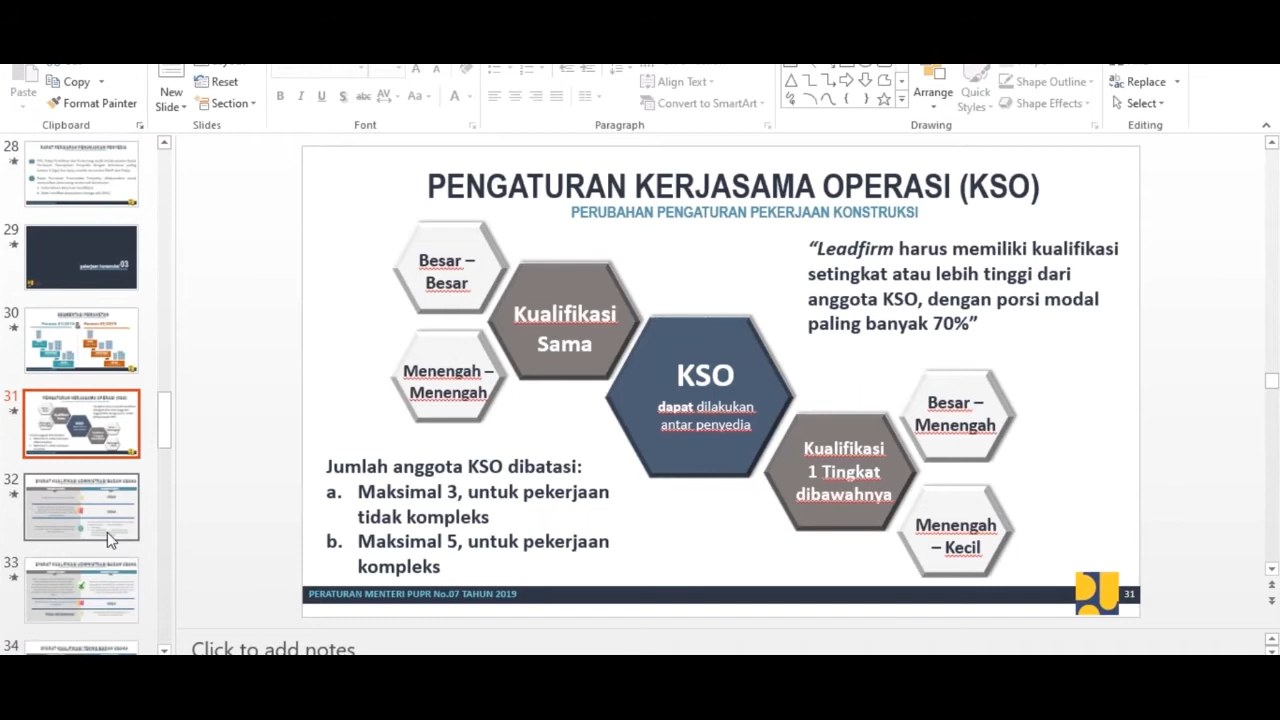 Paste
Copy
Format Painter
Clipboard
New
Slide
Reset
Section
Slides
B I U S abc AV Aa A
Font
Align Text
Convert to SmartArt
Paragraph
Arrange
Quick
Styles
Shape Outline
Shape Effects
Drawing
Replace
Select
Editing
28
29
30
31
32
33
34
PENGATURAN KERJASAMA OPERASI (KSO)
PERUBAHAN PENGATURAN PEKERJAAN KONSTRUKSI
Besar –
Besar
Menengah –
Menengah
Kualifikasi
Sama
KSO
dapat dilakukan
antar penyedia
“Leadfirm harus memiliki kualifikasi
setingkat atau lebih tinggi dari
anggota KSO, dengan porsi modal
paling banyak 70%”
Kualifikasi
1 Tingkat
dibawahnya
Besar –
Menengah
Menengah
– Kecil
Jumlah anggota KSO dibatasi:
a. Maksimal 3, untuk pekerjaan
tidak kompleks
b. Maksimal 5, untuk pekerjaan
kompleks
PERATURAN MENTERI PUPR No.07 TAHUN 2019
31
Click to add notes